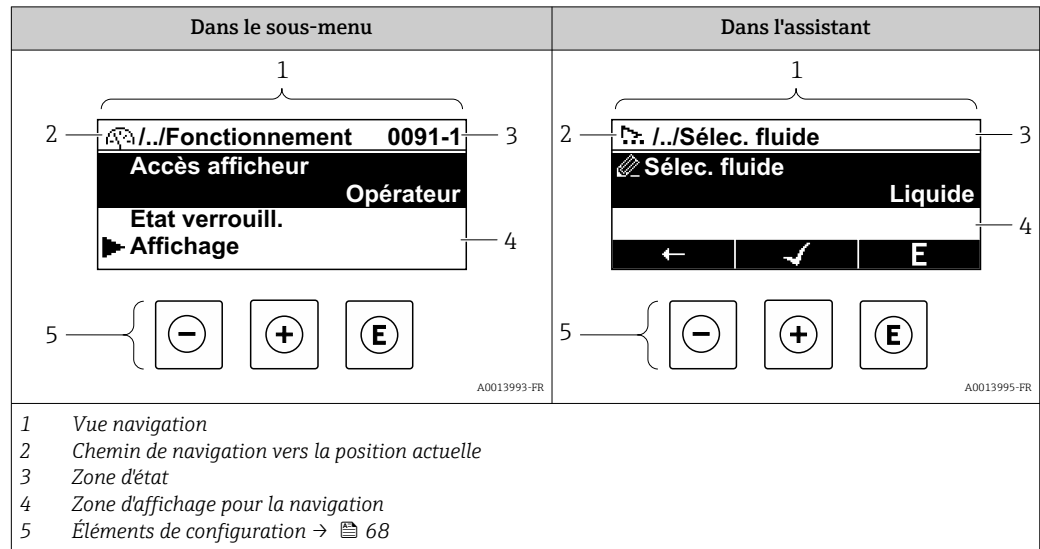 Dans le sous-menu
1
2
/../Fonctionnement 0091-1
3
Accès afficheur
Opérateur
Etat verrouill.
Affichage
4
5
− + E
A0013993-FR
Dans l'assistant
1
2
/../Sélec. fluide
3
Sélec. fluide
Liquide
4
← ✓ E
5
− + E
A0013995-FR
1 Vue navigation
2 Chemin de navigation vers la position actuelle
3 Zone d'état
4 Zone d'affichage pour la navigation
5 Éléments de configuration → 68